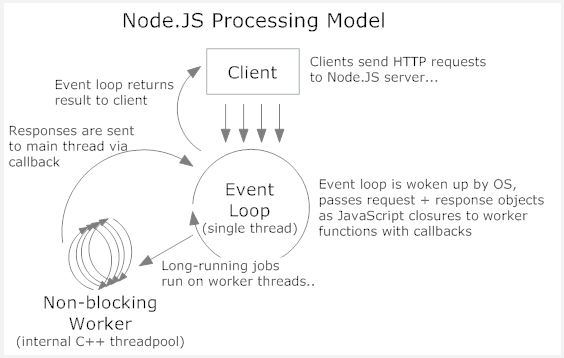 Node.JS Processing Model
Client
Clients send HTTP requests
to Node.JS server...
Event loop returns
result to client
Responses are sent
to main thread via
callback
Event
Loop
(single thread)
Event loop is woken up by OS,
passes request + response objects
as JavaScript closures to worker
functions with callbacks
Long-running jobs
run on worker threads..
Non-blocking
Worker
(internal C++ threadpool)